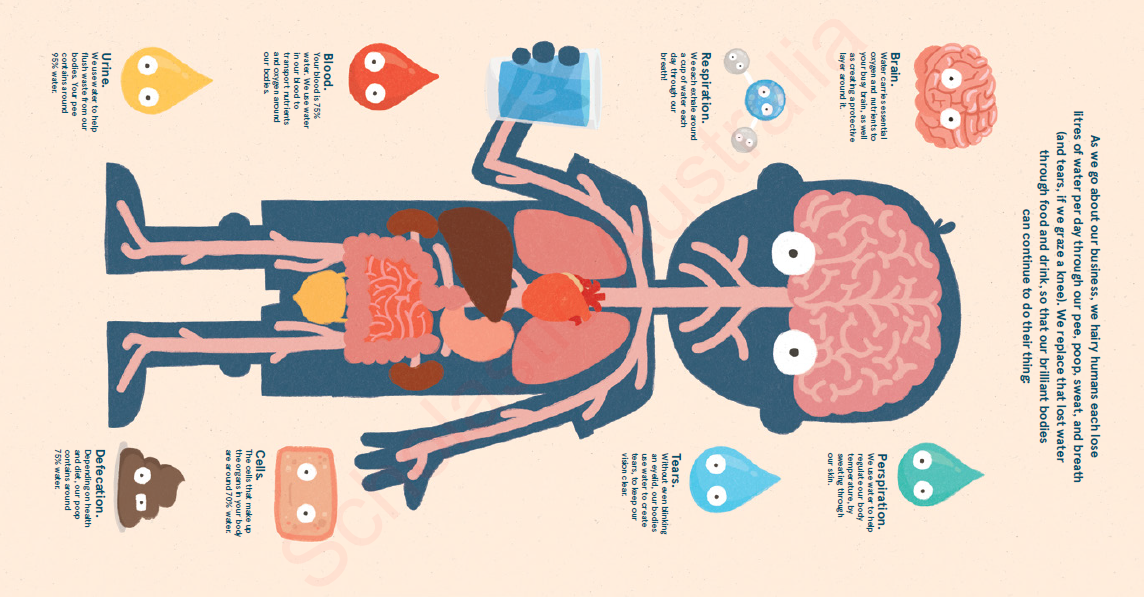 As we go about our business, we hairy humans each lose
litres of water per day through our pee, poop, sweat, and breath
(and tears, if we graze a knee). We replace that lost water
through food and drink, so that our brilliant bodies
can continue to do their thing:
Brain.
Water carries essential
oxygen and nutrients to
your busy brain, as well
as creating a protective
layer around it.
Perspiration.
We use water to help
regulate our body
temperature, by
sweating through
our skin.
Respiration.
We each exhale around
a cup of water each
day, through our
breath!
Tears.
Without even blinking
an eyelid, our bodies
use water to create
tears, to keep our
vision clear.
Blood.
Your blood is 75%
water. We use water
in our blood to
transport nutrients
and oxygen around
our bodies.
Cells.
The cells that make up
the organs in your body
are around 70% water.
Urine.
We use water to help
flush waste from our
bodies. Your pee
contains around
95% water.
Defecation.
Depending on health
and diet, our poop
contains around
75% water.
Scholastic Australia